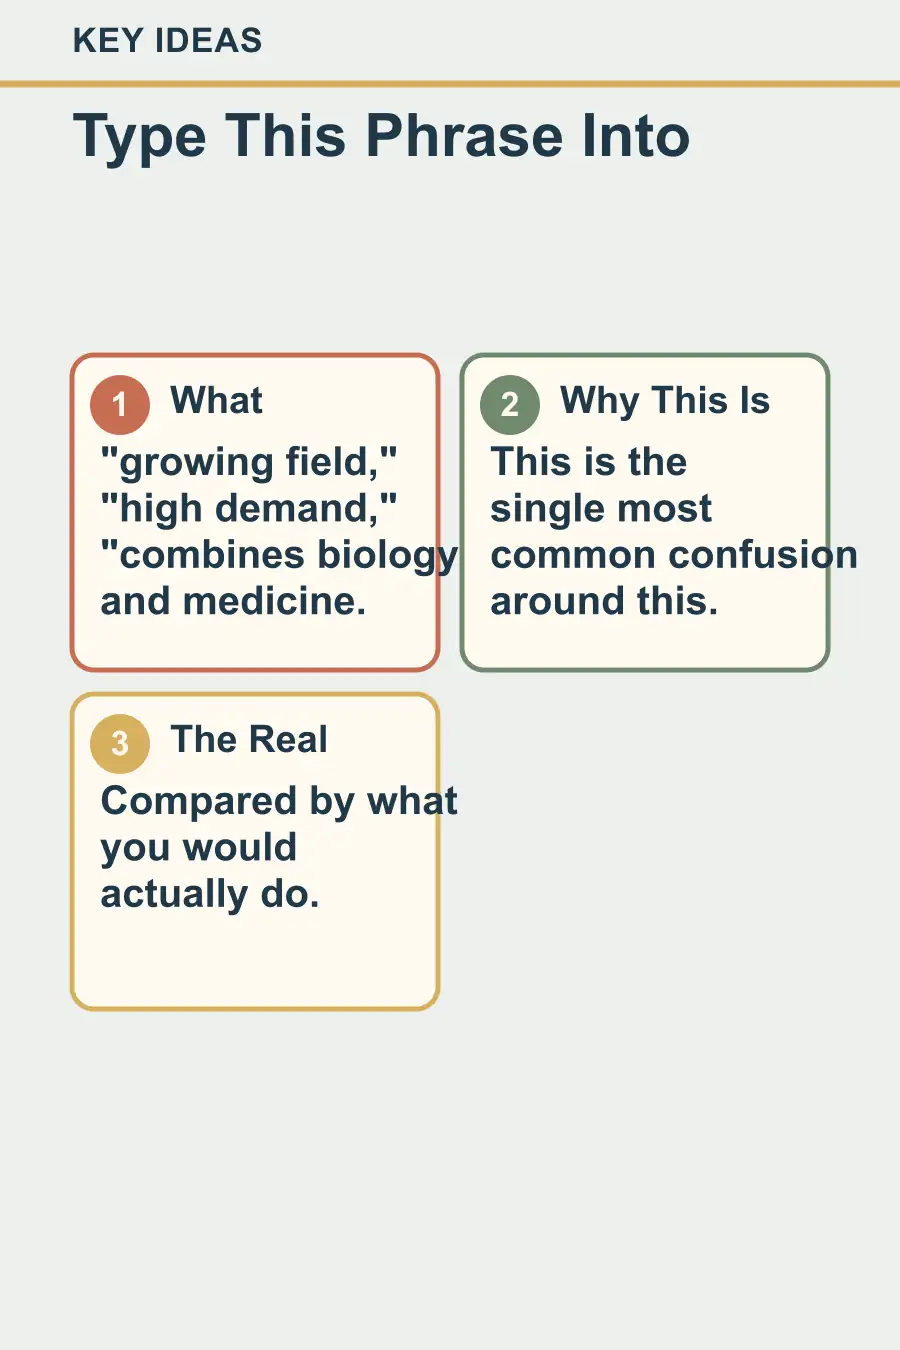 KEY IDEAS
Type This Phrase Into
1 What
"growing field,"
"high demand,"
"combines biology
and medicine.
2 Why This Is
This is the
single most
common confusion
around this.
3 The Real
Compared by what
you would
actually do.